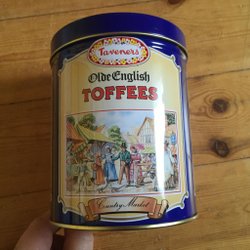 Taveners
Olde English
TOFFEES
Country Market